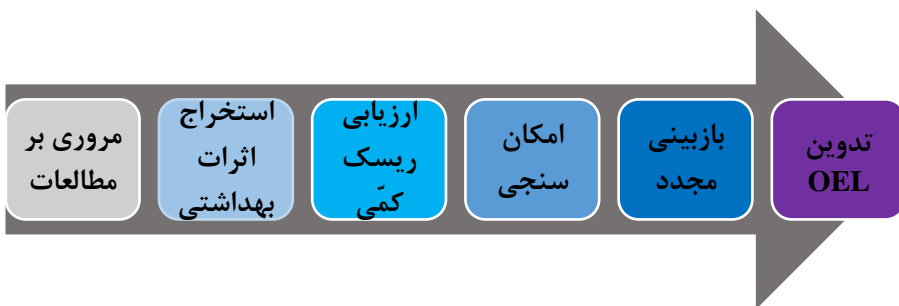 مروری بر
مطالعات
استخراج
اثرات
بهداشتی
ارزیابی
ریسک
کمّی
امکان
سنجی
بازبینی
مجدد
تدوین
OEL